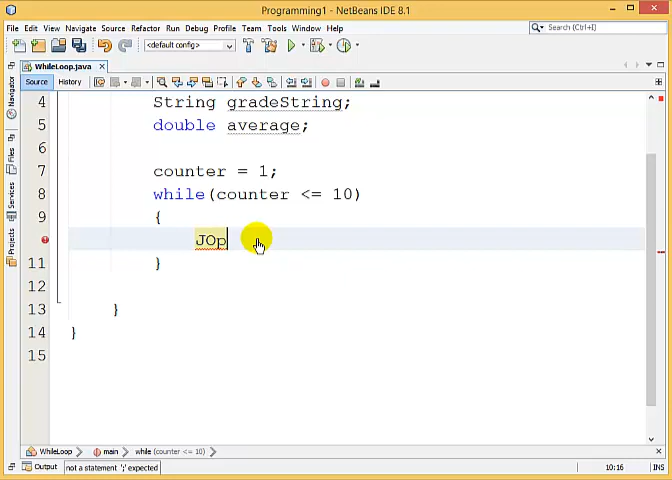 Programming1 - NetBeans IDE 8.1
File Edit View Navigate Source Refactor Run Debug Profile Team Tools Window Help
Search (Ctrl+I)
<default config>
WhileLoop.java
Source History
Navigator
Files
Services
Projects
4 String gradeString;
5 double average;
6
7 counter = 1;
8 while(counter <= 10)
9 {
JOp
11 }
12
13 }
14 }
15
WhileLoop main while (counter <= 10)
Output not a statement ';' expected 10:16 INS